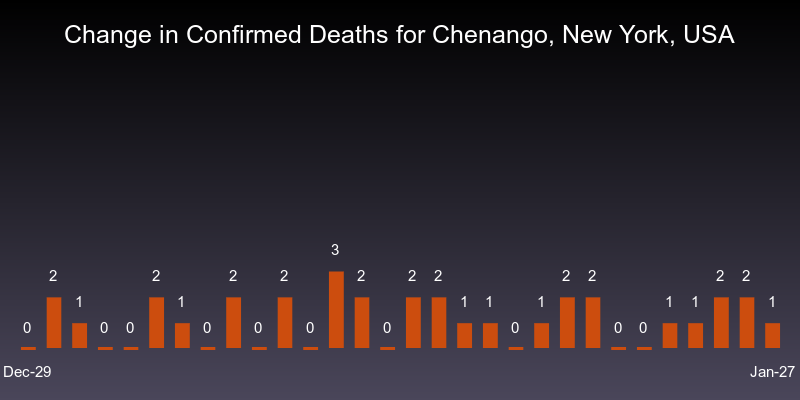 Change in Confirmed Deaths for Chenango, New York, USA
0 2 1 0 0 2 1 0 2 0 2 0 3 2 0 2 2 1 1 0 1 2 2 0 0 1 1 2 2 1
Dec-29 Jan-27